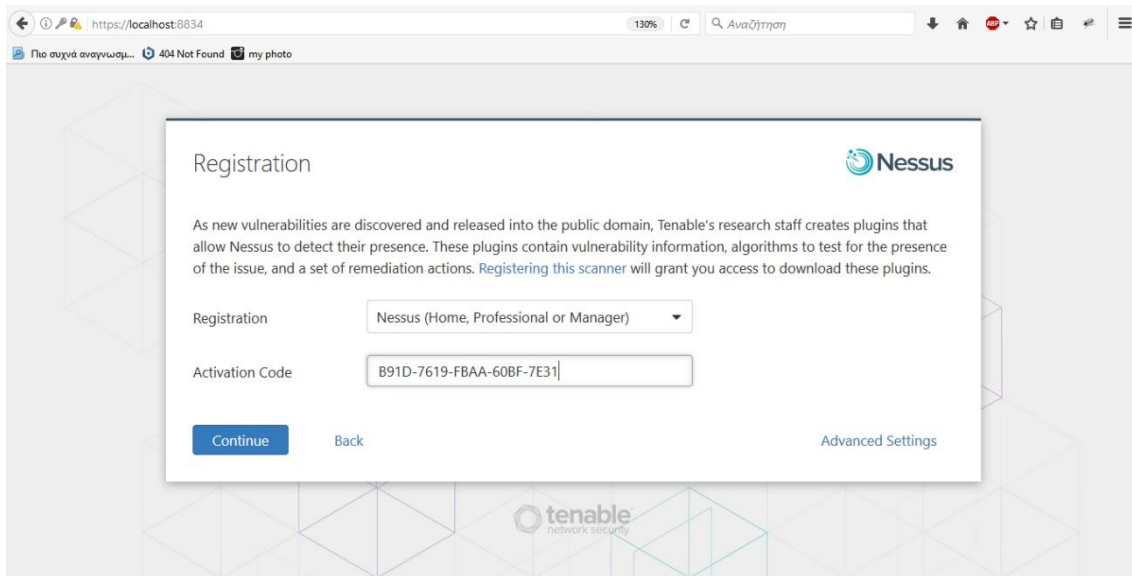 https://localhost:8834
130%
Αναζήτηση
ABP
Πιο συχνά αναγνωσμ...
404 Not Found
my photo
Registration
Nessus
As new vulnerabilities are discovered and released into the public domain, Tenable's research staff creates plugins that
allow Nessus to detect their presence. These plugins contain vulnerability information, algorithms to test for the presence
of the issue, and a set of remediation actions. Registering this scanner will grant you access to download these plugins.
Registration
Nessus (Home, Professional or Manager)
Activation Code
B91D-7619-FBAA-60BF-7E31
Continue
Back
Advanced Settings
tenable
network security